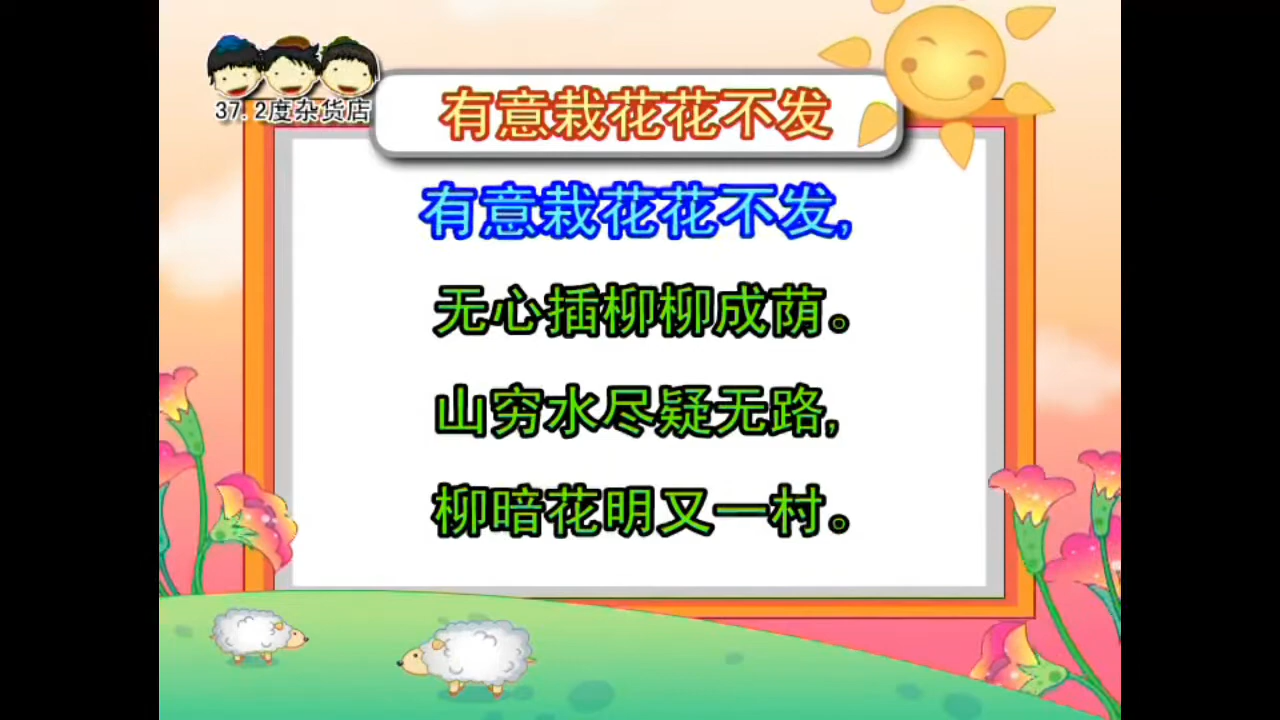 37.2度杂货店
有意栽花花不发
有意栽花花不发,
无心插柳柳成荫。
山穷水尽疑无路,
柳暗花明又一村。